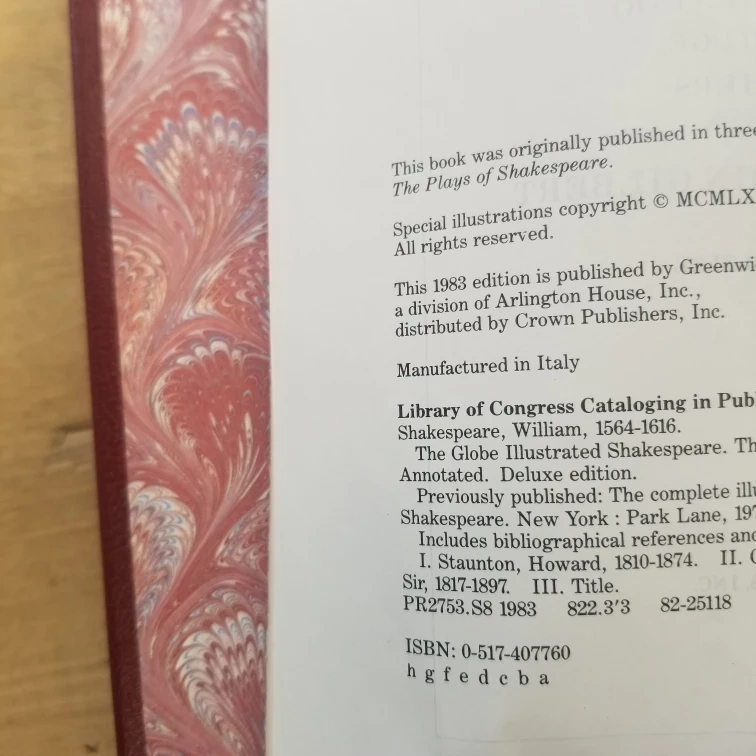 This book was originally published in three
The Plays of Shakespeare.
Special illustrations copyright © MCMLX
All rights reserved.
This 1983 edition is published by Greenwi
a division of Arlington House, Inc.,
distributed by Crown Publishers, Inc.
Manufactured in Italy
Library of Congress Cataloging in Pub
Shakespeare, William, 1564-1616.
The Globe Illustrated Shakespeare. Th
Annotated. Deluxe edition.
Previously published: The complete illu
Shakespeare. New York : Park Lane, 197
Includes bibliographical references and
I. Staunton, Howard, 1810-1874. II. G
Sir, 1817-1897. III. Title.
PR2753.S8 1983 822.3'3 82-25118
ISBN: 0-517-407760
h g f e d c b a